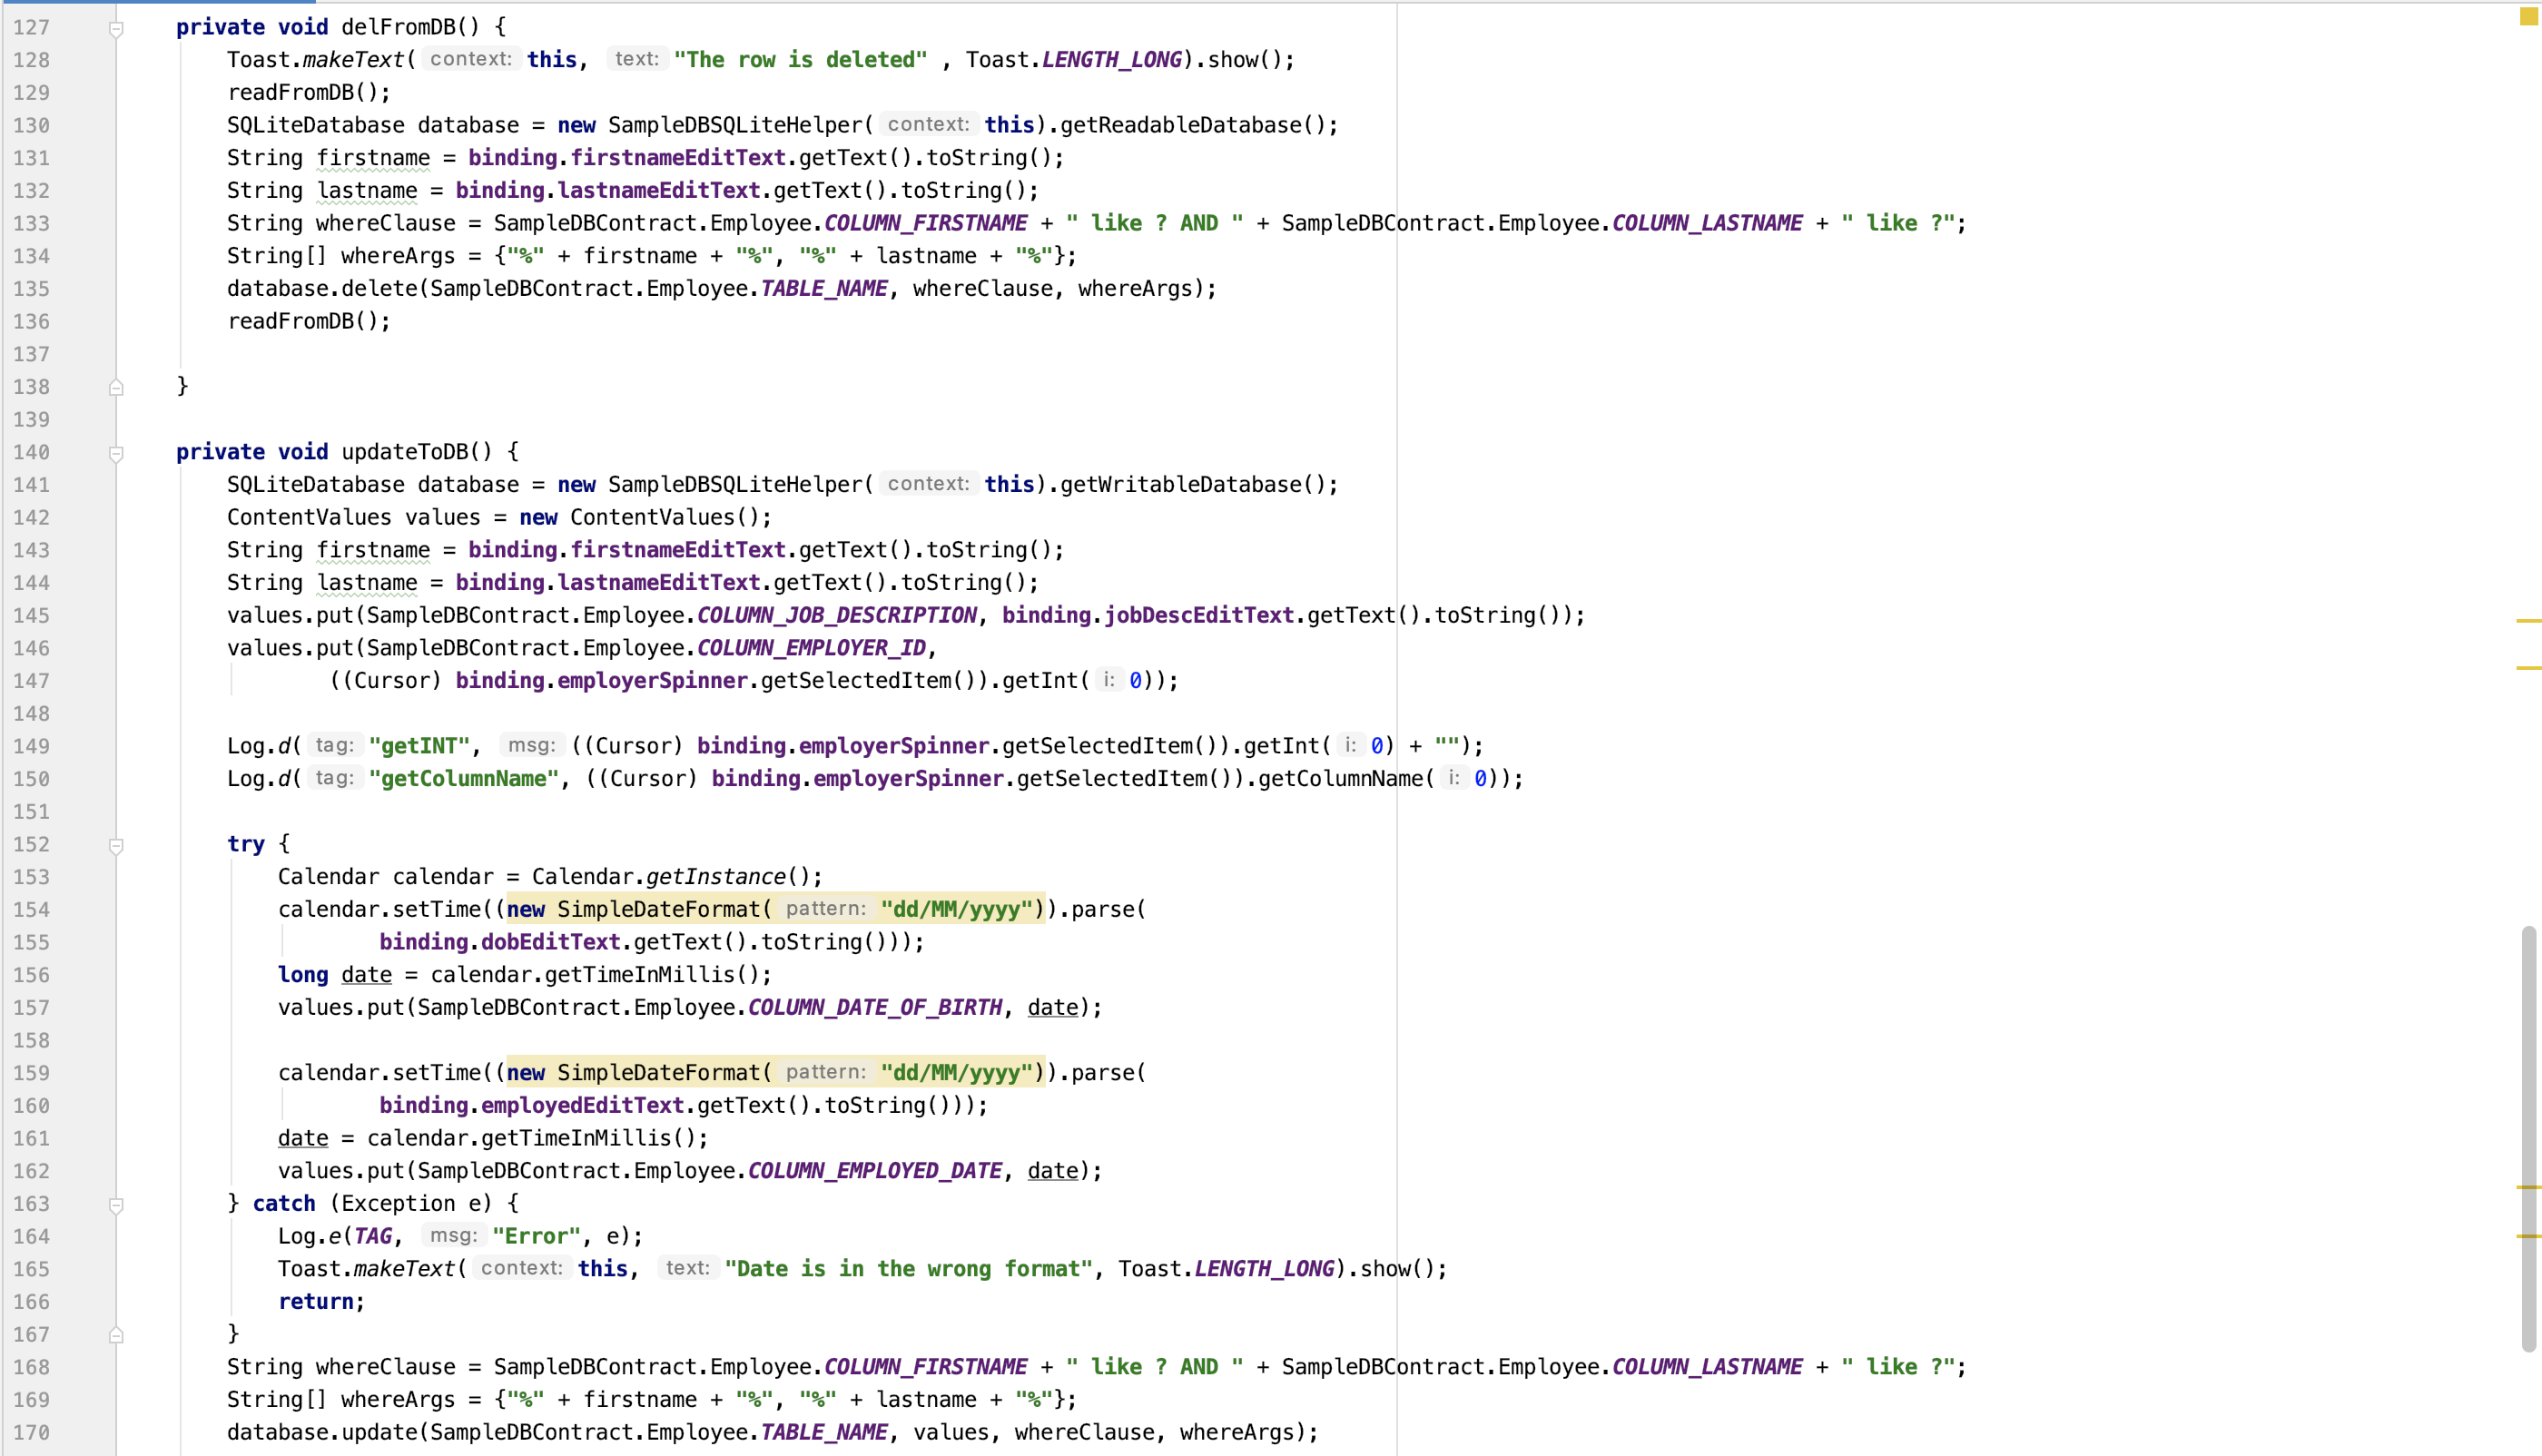 127 private void delFromDB() {
128 Toast.makeText( context: this, text: "The row is deleted" , Toast.LENGTH_LONG).show();
129 readFromDB();
130 SQLiteDatabase database = new SampleDBSQLiteHelper( context: this).getReadableDatabase();
131 String firstname = binding.firstnameEditText.getText().toString();
132 String lastname = binding.lastnameEditText.getText().toString();
133 String whereClause = SampleDBContract.Employee.COLUMN_FIRSTNAME + " like ? AND " + SampleDBContract.Employee.COLUMN_LASTNAME + " like ?";
134 String[] whereArgs = {"%" + firstname + "%", "%" + lastname + "%"};
135 database.delete(SampleDBContract.Employee.TABLE_NAME, whereClause, whereArgs);
136 readFromDB();
137
138 }
139
140 private void updateToDB() {
141 SQLiteDatabase database = new SampleDBSQLiteHelper( context: this).getWritableDatabase();
142 ContentValues values = new ContentValues();
143 String firstname = binding.firstnameEditText.getText().toString();
144 String lastname = binding.lastnameEditText.getText().toString();
145 values.put(SampleDBContract.Employee.COLUMN_JOB_DESCRIPTION, binding.jobDescEditText.getText().toString());
146 values.put(SampleDBContract.Employee.COLUMN_EMPLOYER_ID,
147 ((Cursor) binding.employerSpinner.getSelectedItem()).getInt( i: 0));
148
149 Log.d( tag: "getINT", msg: ((Cursor) binding.employerSpinner.getSelectedItem()).getInt( i: 0) + "");
150 Log.d( tag: "getColumnName", ((Cursor) binding.employerSpinner.getSelectedItem()).getColumnName( i: 0));
151
152 try {
153 Calendar calendar = Calendar.getInstance();
154 calendar.setTime((new SimpleDateFormat( pattern: "dd/MM/yyyy")).parse(
155 binding.dobEditText.getText().toString()));
156 long date = calendar.getTimeInMillis();
157 values.put(SampleDBContract.Employee.COLUMN_DATE_OF_BIRTH, date);
158
159 calendar.setTime((new SimpleDateFormat( pattern: "dd/MM/yyyy")).parse(
160 binding.employedEditText.getText().toString()));
161 date = calendar.getTimeInMillis();
162 values.put(SampleDBContract.Employee.COLUMN_EMPLOYED_DATE, date);
163 } catch (Exception e) {
164 Log.e(TAG, msg: "Error", e);
165 Toast.makeText( context: this, text: "Date is in the wrong format", Toast.LENGTH_LONG).show();
166 return;
167 }
168 String whereClause = SampleDBContract.Employee.COLUMN_FIRSTNAME + " like ? AND " + SampleDBContract.Employee.COLUMN_LASTNAME + " like ?";
169 String[] whereArgs = {"%" + firstname + "%", "%" + lastname + "%"};
170 database.update(SampleDBContract.Employee.TABLE_NAME, values, whereClause, whereArgs);